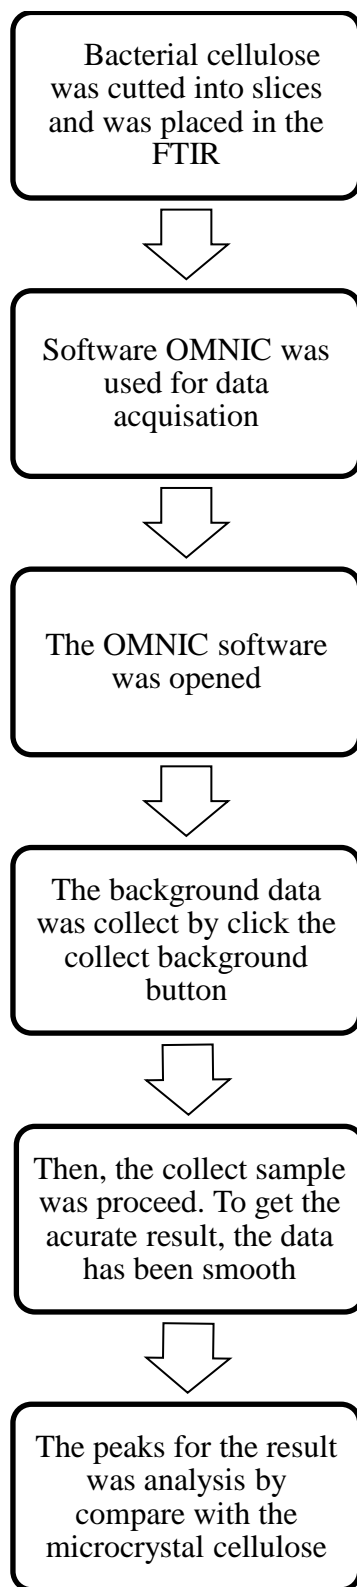 Bacterial cellulose
was cutted into slices
and was placed in the
FTIR
Software OMNIC was
used for data
acquisation
The OMNIC software
was opened
The background data
was collect by click the
collect background
button
Then, the collect sample
was proceed. To get the
acurate result, the data
has been smooth
The peaks for the result
was analysis by
compare with the
microcrystal cellulose